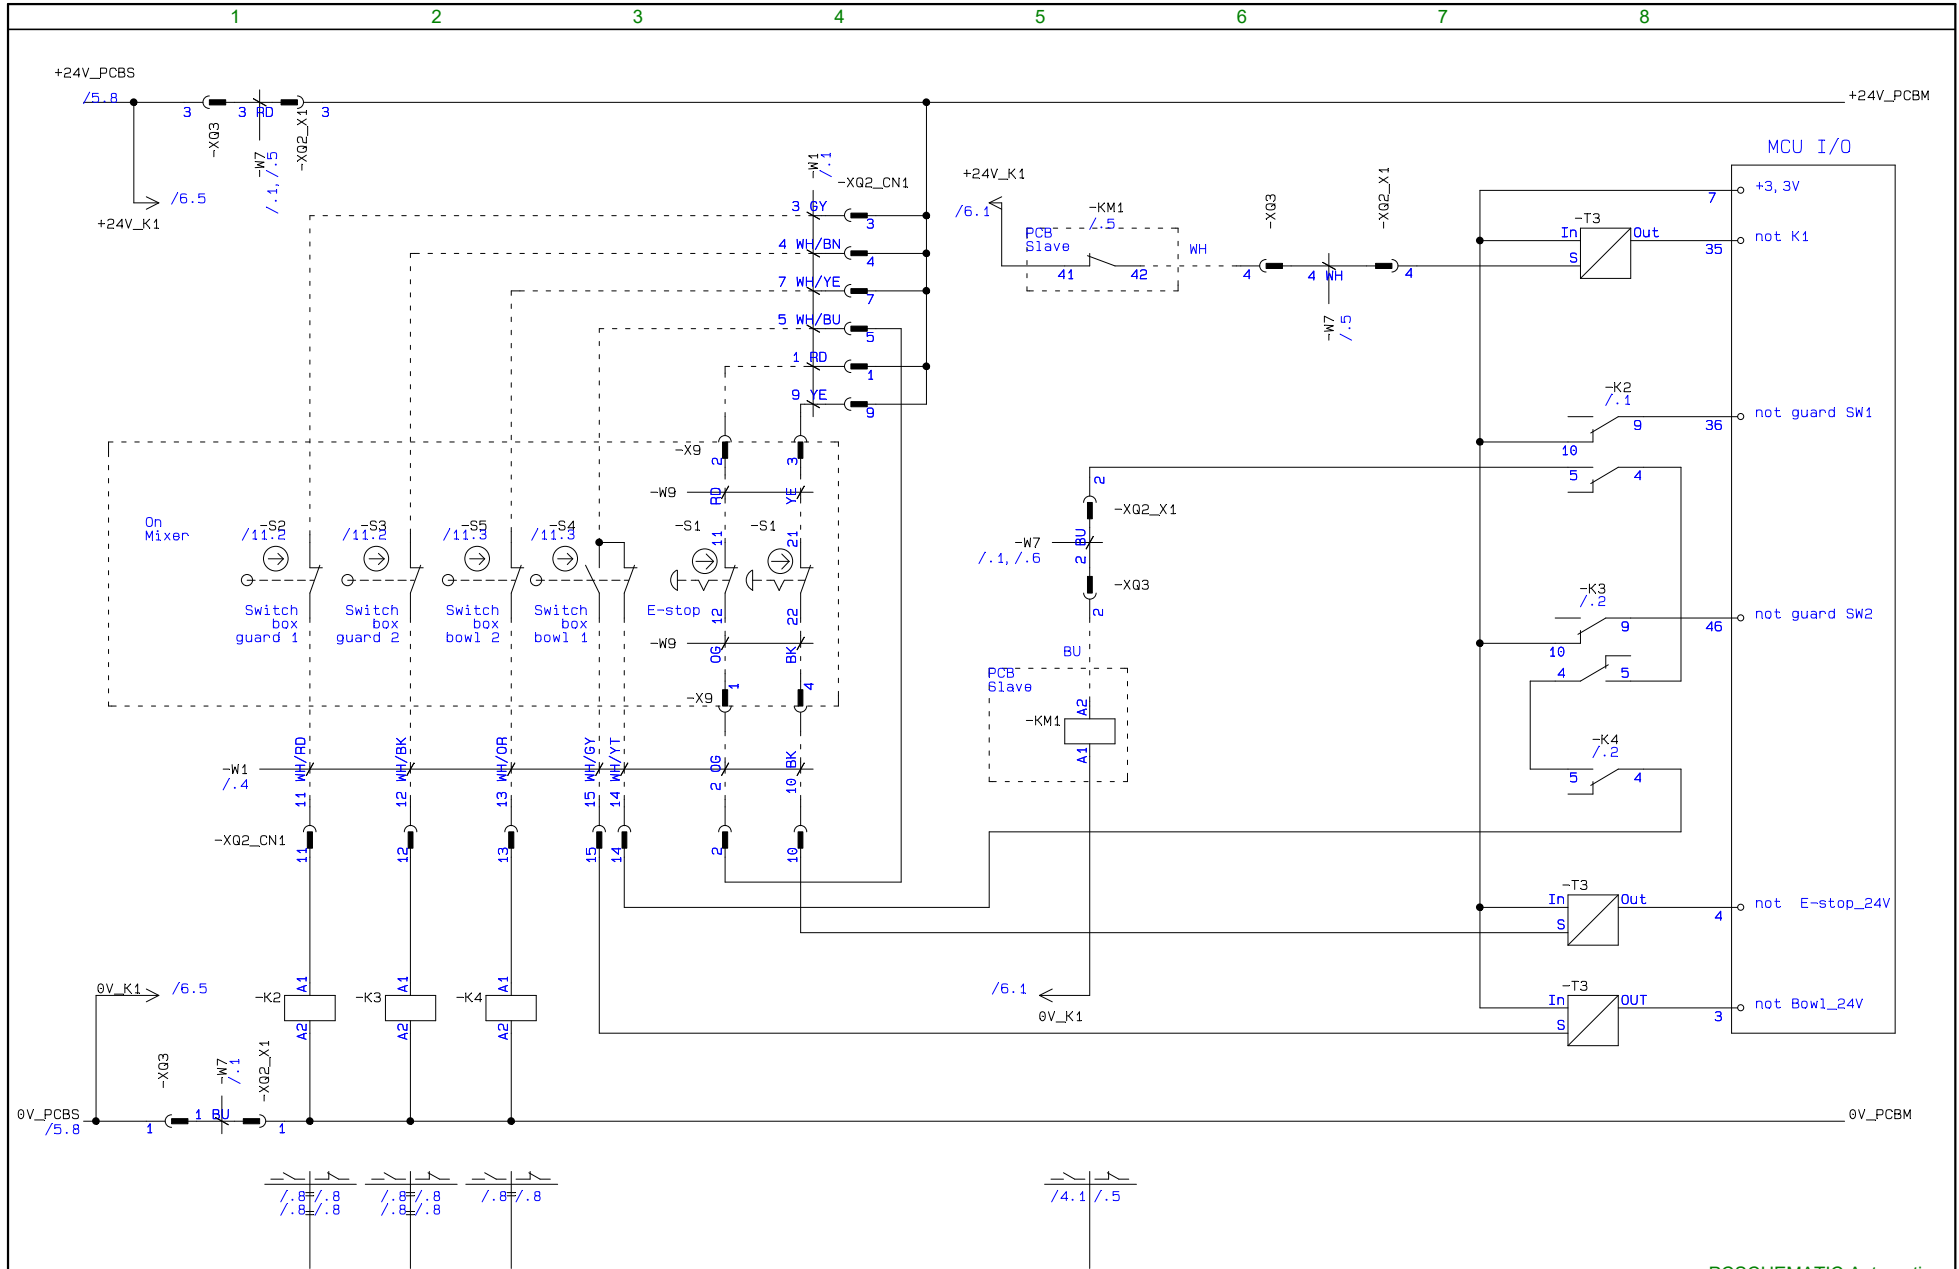 1 2 3 4 5 6 7 8
+24V_PCBS
/5.8
3
-XQ3
3 RD
-W7
/.1,/.5
-XQ2_X1
3
+24V_PCBM
/6.5
+24V_K1
-W1
/.1
-XQ2_CN1
3 GY
3
4 WH/BN
4
7 WH/YE
7
5 WH/BU
5
1 RD
1
9 YE
9
+24V_K1
/6.1
-KM1
/.5
PCB
Slave
41
42
WH
4
-XQ3
4 WH
-W7
/.5
-XQ2_X1
4
MCU I/O
+3,3V
7
-T3
In
Out
S
not K1
35
-K2
/.1
9
10
36
not guard SW1
5
4
-K3
/.2
9
10
46
not guard SW2
4
5
-K4
/.2
5
4
-T3
In
Out
S
4
not E-stop_24V
-T3
In
OUT
S
3
not Bowl_24V
On
Mixer
-S2
/11.2
-S3
/11.2
-S5
/11.3
-S4
/11.3
-X9
2
3
-W9
RD
YE
-S1
11
-S1
21
Switch
box
guard 1
Switch
box
guard 2
Switch
box
bowl 2
Switch
box
bowl 1
E-stop
12
22
-W9
OG
BK
-X9
1
4
2
-XQ2_X1
-W7
/.1,/.6
2 BU
-XQ3
2
BU
PCB
Slave
-KM1
A2
A1
-W1
/.4
11 WH/RD
12 WH/BK
13 WH/OR
15 WH/GY
14 WH/YT
2 OG
10 BK
-XQ2_CN1
11
12
13
15
14
2
10
0V_K1
/6.5
-K2
A1
A2
-K3
A1
A2
-K4
A1
A2
/6.1
0V_K1
0V_PCBS
/5.8
1
-XQ3
1 BU
-W7
/.1
-XQ2_X1
1
0V_PCBM
/.8 /.8
/.8 /.8
/.8 /.8
/.8 /.8
/.8 /.8
/4.1 /.5